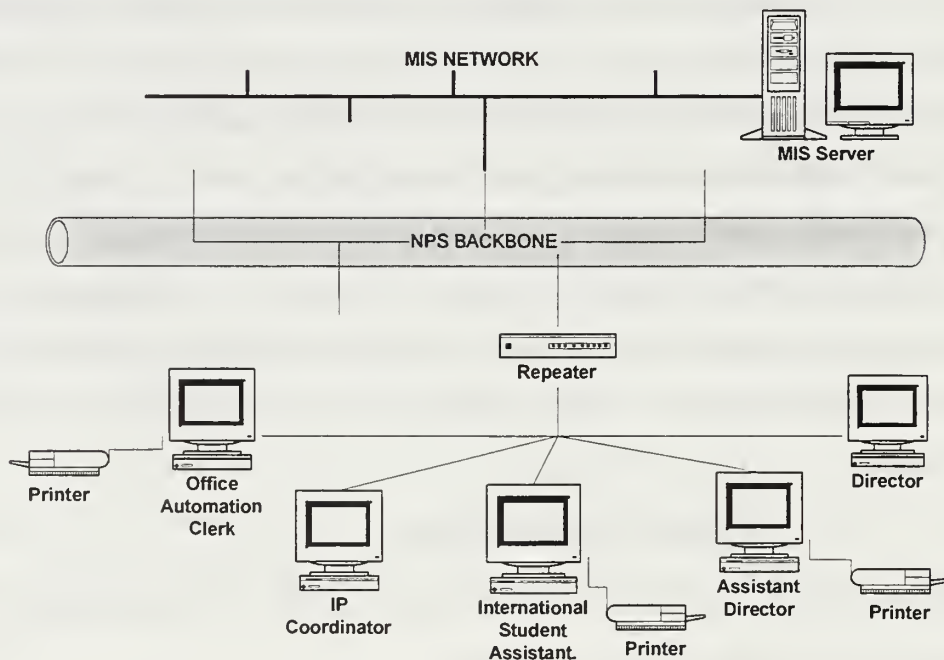 MIS NETWORK
MIS Server
NPS BACKBONE
Repeater
Printer
Office
Automation
Clerk
IP
Coordinator
International
Student
Assistant.
Printer
Assistant
Director
Printer
Director